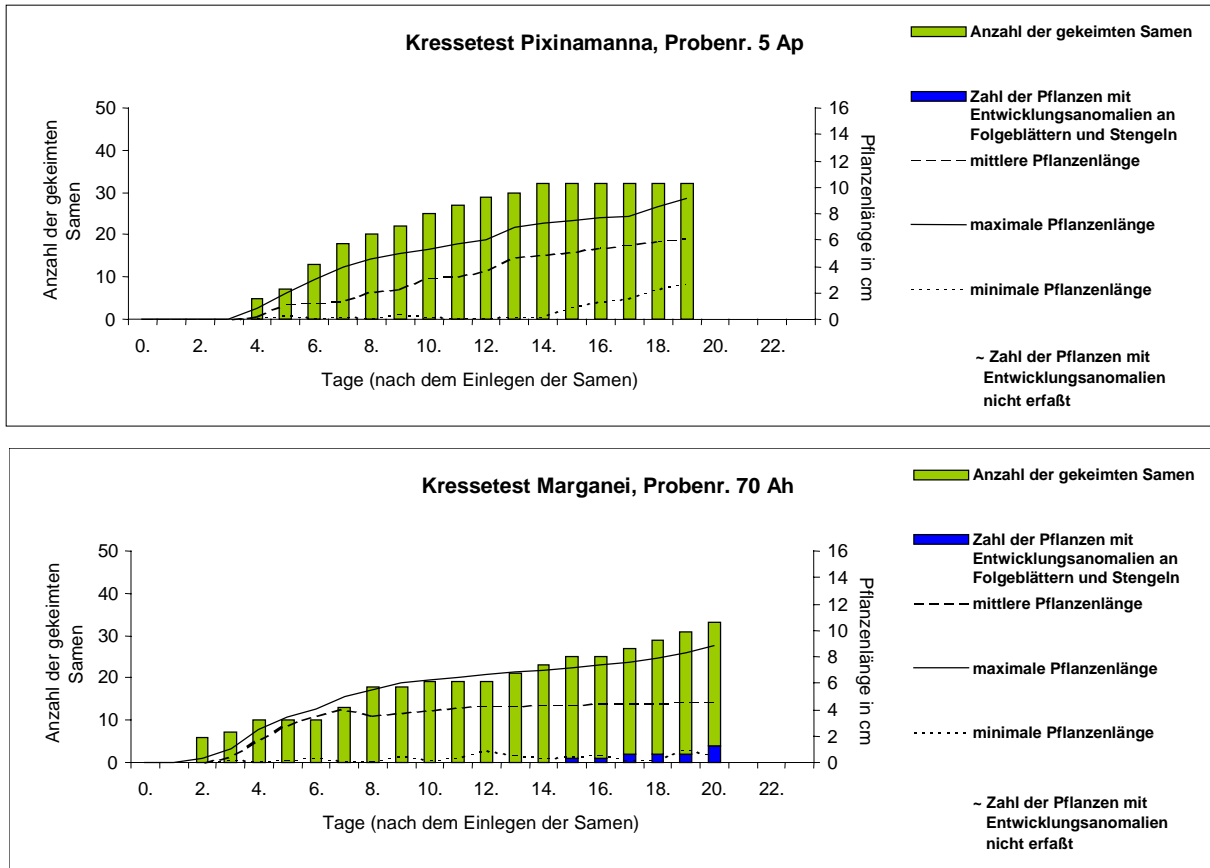 Kressetest Pixinamanna, Probenr. 5 Ap
Anzahl der gekeimten Samen
Zahl der Pflanzen mit
Entwicklungsanomalien an
Folgeblättern und Stengeln
mittlere Pflanzenlänge
maximale Pflanzenlänge
minimale Pflanzenlänge
~ Zahl der Pflanzen mit
Entwicklungsanomalien
nicht erfaßt
Anzahl der gekeimten
Samen
50
40
30
20
10
0
16
14
12
10
8
6
4
2
0
Pflanzenlänge in cm
0. 2. 4. 6. 8. 10. 12. 14. 16. 18. 20. 22.
Tage (nach dem Einlegen der Samen)
Kressetest Marganei, Probenr. 70 Ah
Anzahl der gekeimten Samen
Zahl der Pflanzen mit
Entwicklungsanomalien an
Folgeblättern und Stengeln
mittlere Pflanzenlänge
maximale Pflanzenlänge
minimale Pflanzenlänge
~ Zahl der Pflanzen mit
Entwicklungsanomalien
nicht erfaßt
Anzahl der gekeimten
Samen
50
40
30
20
10
0
16
14
12
10
8
6
4
2
0
Pflanzenlänge in cm
0. 2. 4. 6. 8. 10. 12. 14. 16. 18. 20. 22.
Tage (nach dem Einlegen der Samen)